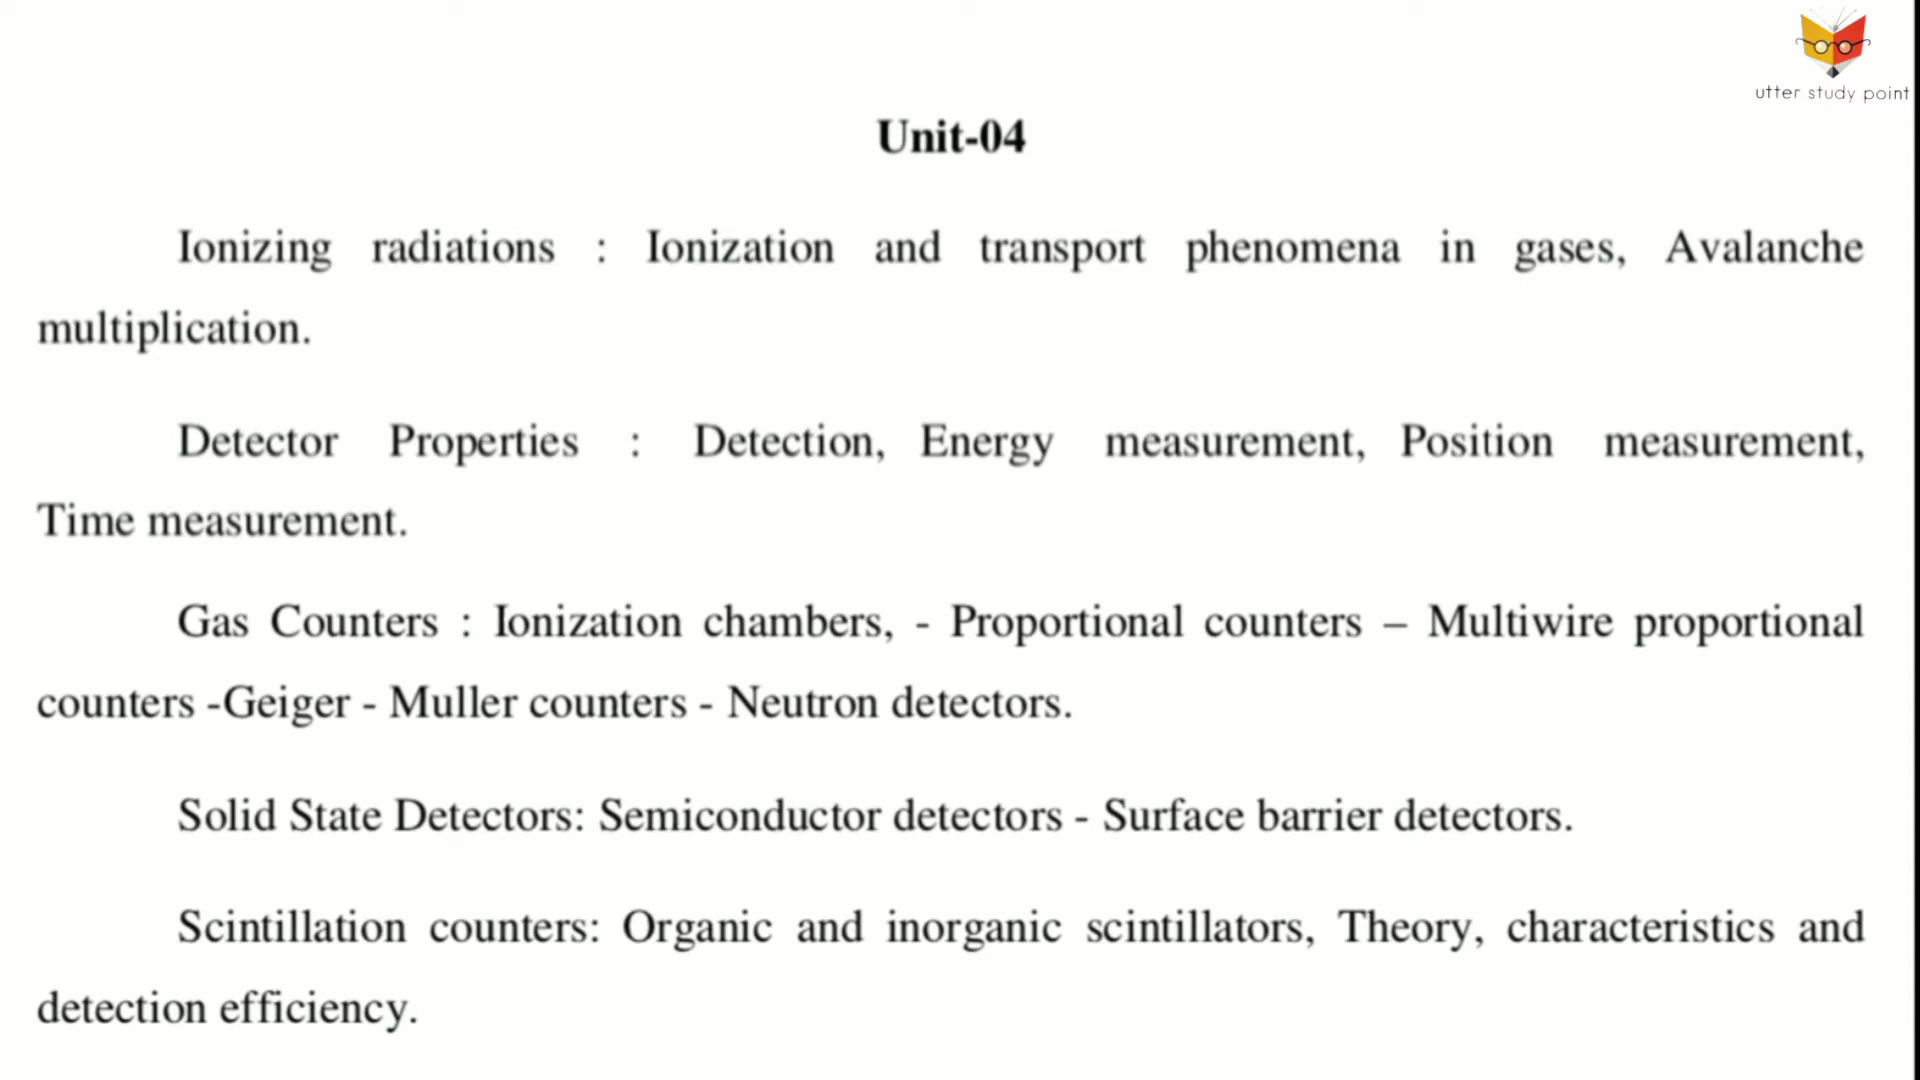 utter study point
Unit-04
Ionizing radiations : Ionization and transport phenomena in gases, Avalanche
multiplication.
Detector Properties : Detection, Energy measurement, Position measurement,
Time measurement.
Gas Counters : Ionization chambers, - Proportional counters – Multiwire proportional
counters -Geiger - Muller counters - Neutron detectors.
Solid State Detectors: Semiconductor detectors - Surface barrier detectors.
Scintillation counters: Organic and inorganic scintillators, Theory, characteristics and
detection efficiency.